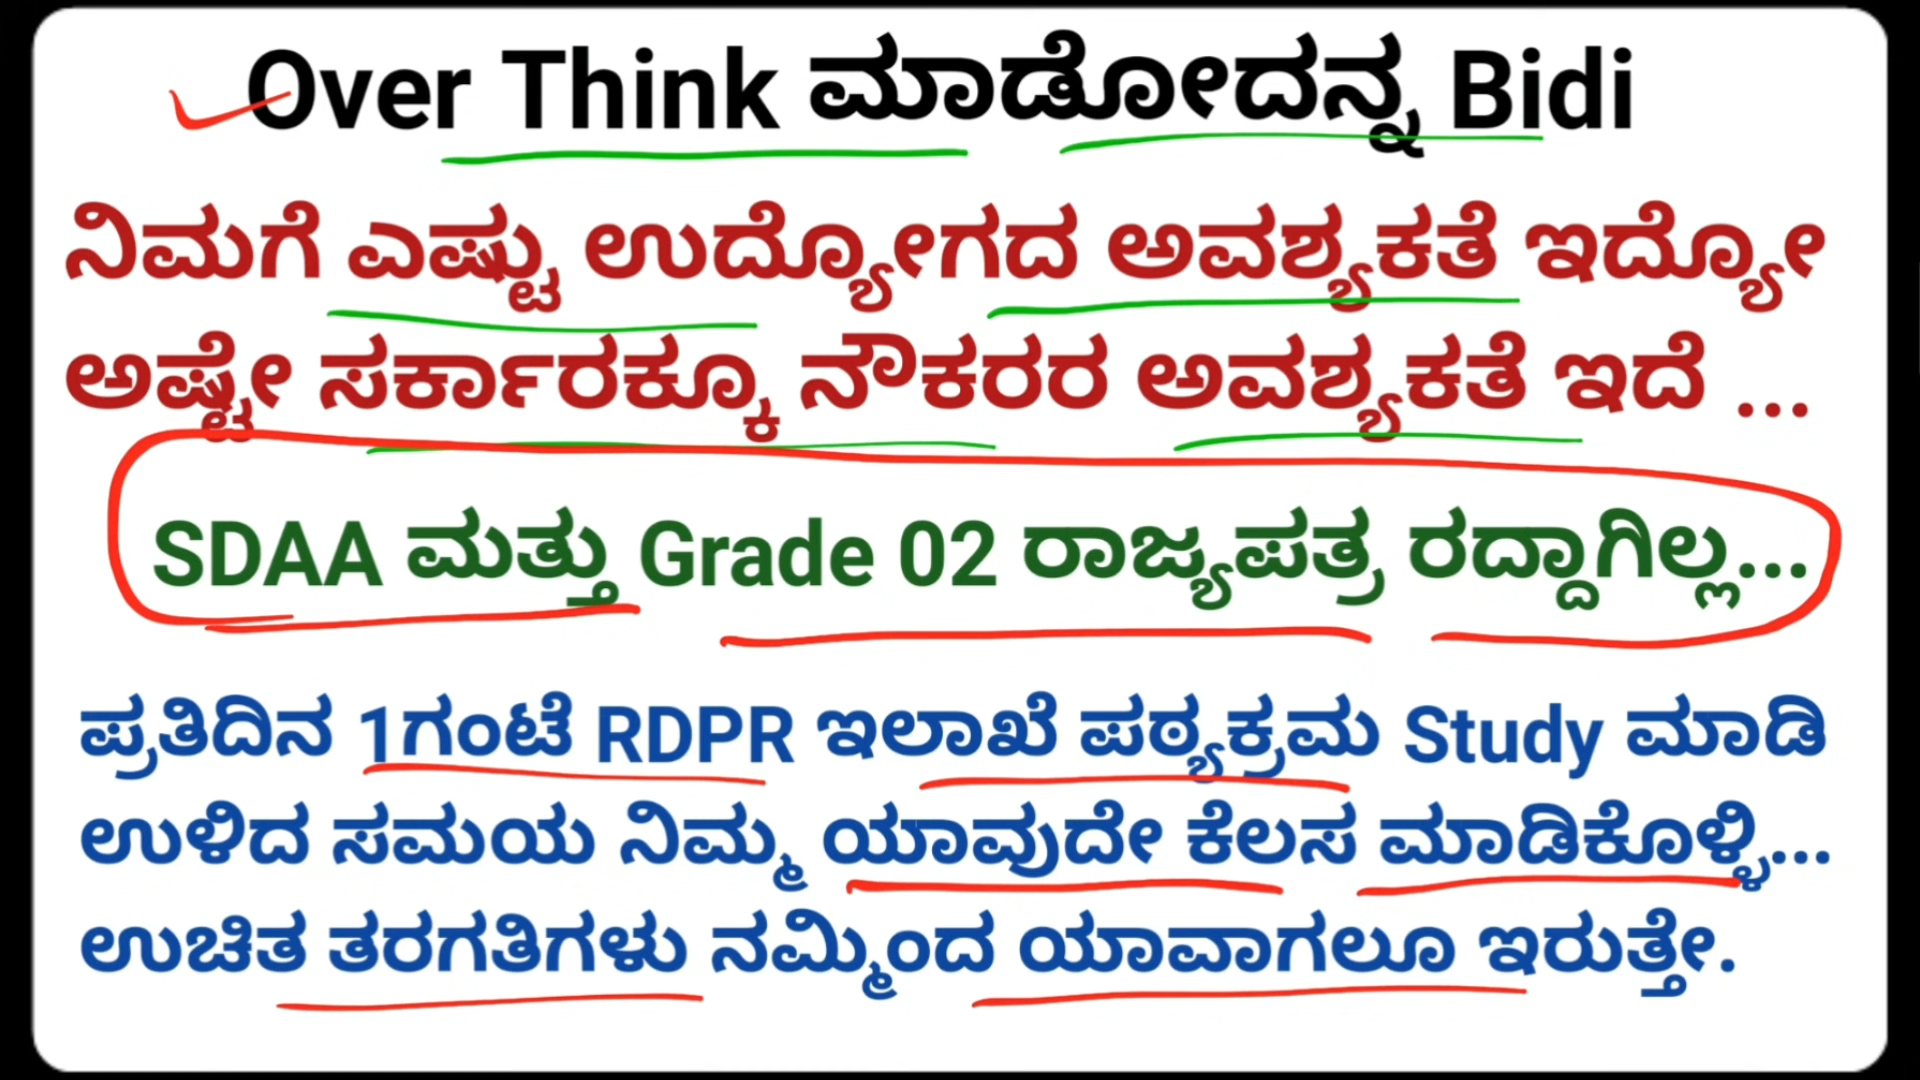 Over Think ಮಾಡೋದನ್ನ Bidi
ನಿಮಗೆ ಎಷ್ಟು ಉದ್ಯೋಗದ ಅವಶ್ಯಕತೆ ಇದ್ಯೋ
ಅಷ್ಟೇ ಸರ್ಕಾರಕ್ಕೂ ನೌಕರರ ಅವಶ್ಯಕತೆ ಇದೆ ...
SDAA ಮತ್ತು Grade 02 ರಾಜ್ಯಪತ್ರ ರದ್ದಾಗಿಲ್ಲ...
ಪ್ರತಿದಿನ 1ಗಂಟೆ RDPR ಇಲಾಖೆ ಪಠ್ಯಕ್ರಮ Study ಮಾಡಿ
ಉಳಿದ ಸಮಯ ನಿಮ್ಮ ಯಾವುದೇ ಕೆಲಸ ಮಾಡಿಕೊಳ್ಳಿ...
ಉಚಿತ ತರಗತಿಗಳು ನಮ್ಮಿಂದ ಯಾವಾಗಲೂ ಇರುತ್ತೇ.